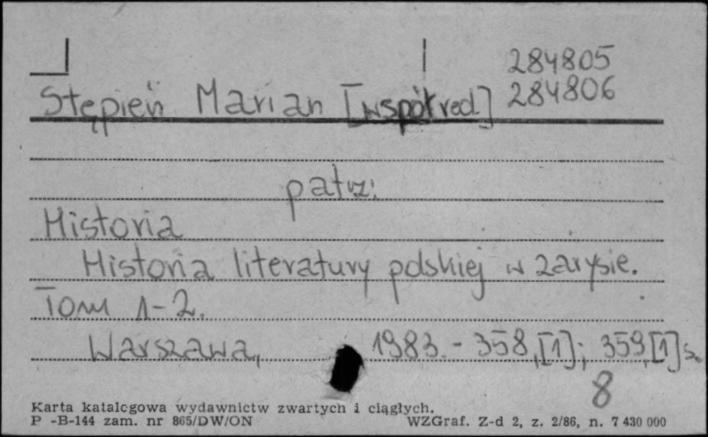 284805
Stępień Marian [współred] 284806
patrz:
Historia
Historia literatury polskiej w zarysie.
Tom 1-2.
Warszawa, 1983. - 358,[1]; 359,[1] s.
8
Karta katalogowa wydawnictw zwartych i ciągłych.
P -B-144 zam. nr 865/DW/ON WZGraf. Z-d 2, z. 2/86, n. 7 430 000